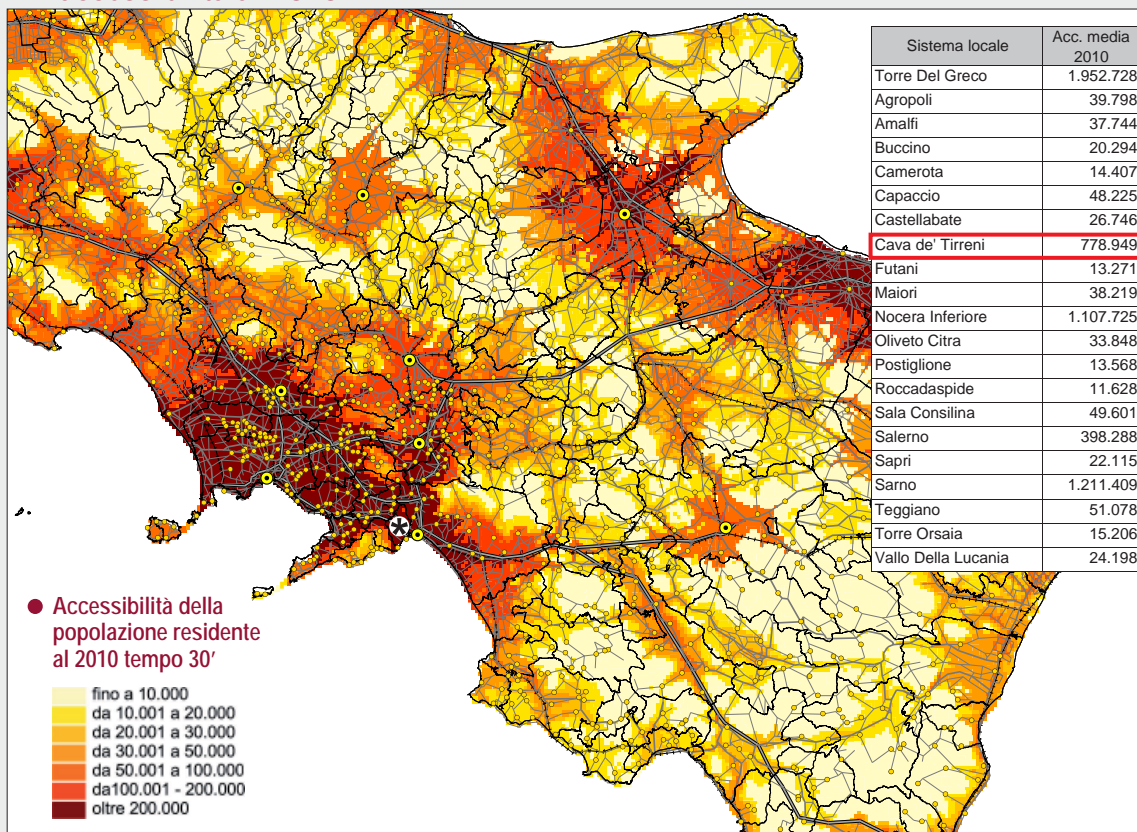 Sistema locale Acc. media 2010
Torre Del Greco 1.952.728
Agropoli 39.798
Amalfi 37.744
Buccino 20.294
Camerota 14.407
Capaccio 48.225
Castellabate 26.746
Cava de' Tirreni 778.949
Futani 13.271
Maiori 38.219
Nocera Inferiore 1.107.725
Oliveto Citra 33.848
Postiglione 13.568
Roccadaspide 11.628
Sala Consilina 49.601
Salerno 398.288
Sapri 22.115
Sarno 1.211.409
Teggiano 51.078
Torre Orsaia 15.206
Vallo Della Lucania 24.198
Accessibilità della
popolazione residente
al 2010 tempo 30'
fino a 10.000
da 10.001 a 20.000
da 20.001 a 30.000
da 30.001 a 50.000
da 50.001 a 100.000
da100.001 - 200.000
oltre 200.000